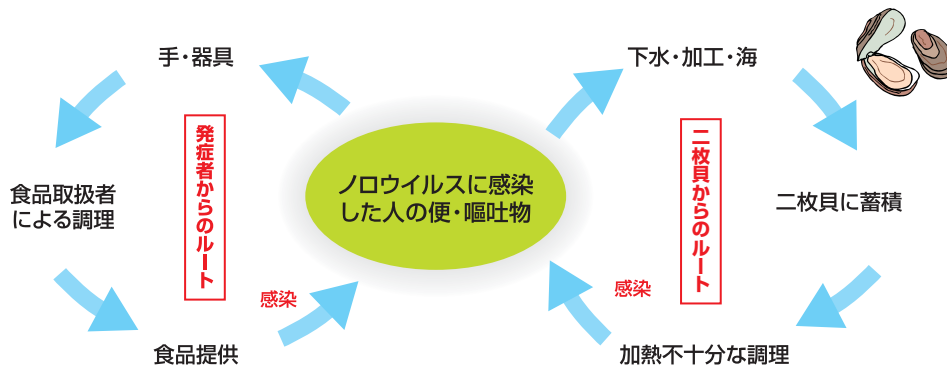 手・器具
下水・加工・海
発症者からのルート
二枚貝からのルート
ノロウイルスに感染
した人の便・嘔吐物
食品取扱者
による調理
二枚貝に蓄積
感染
感染
食品提供
加熱不十分な調理